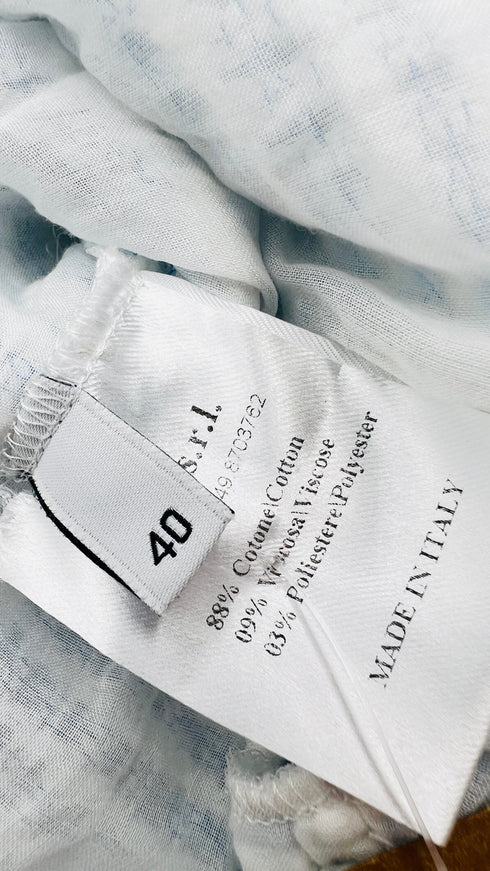 s.r.l.
49 8703762
88% Cotone\Cotton
09% Viscosa\Viscose
03% Poliestere\Polyester
MADE IN ITALY
40